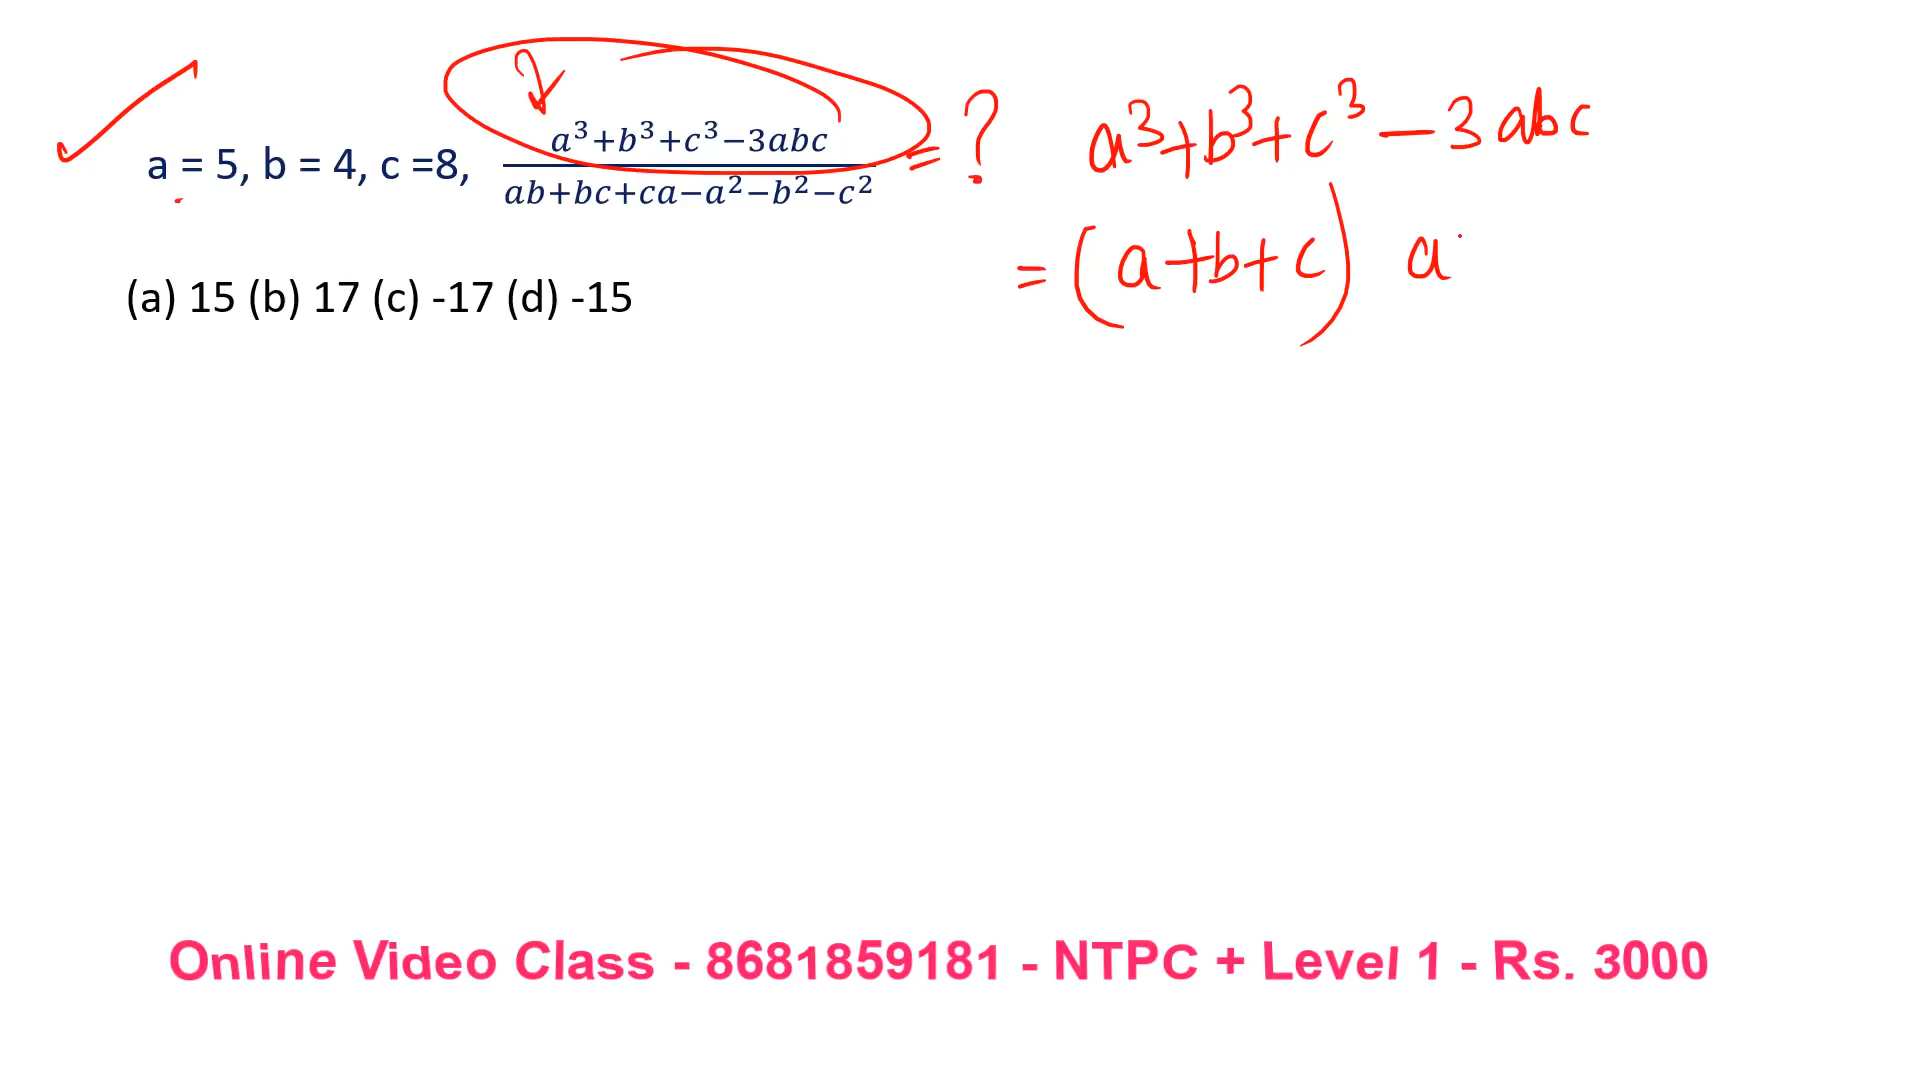 a = 5, b = 4, c =8, (a³+b³+c³−3abc)/(ab+bc+ca−a²−b²−c²) = ?
(a) 15 (b) 17 (c) -17 (d) -15
a³+b³+c³ − 3abc
= (a+b+c) a
Online Video Class - 8681859181 - NTPC + Level 1 - Rs. 3000